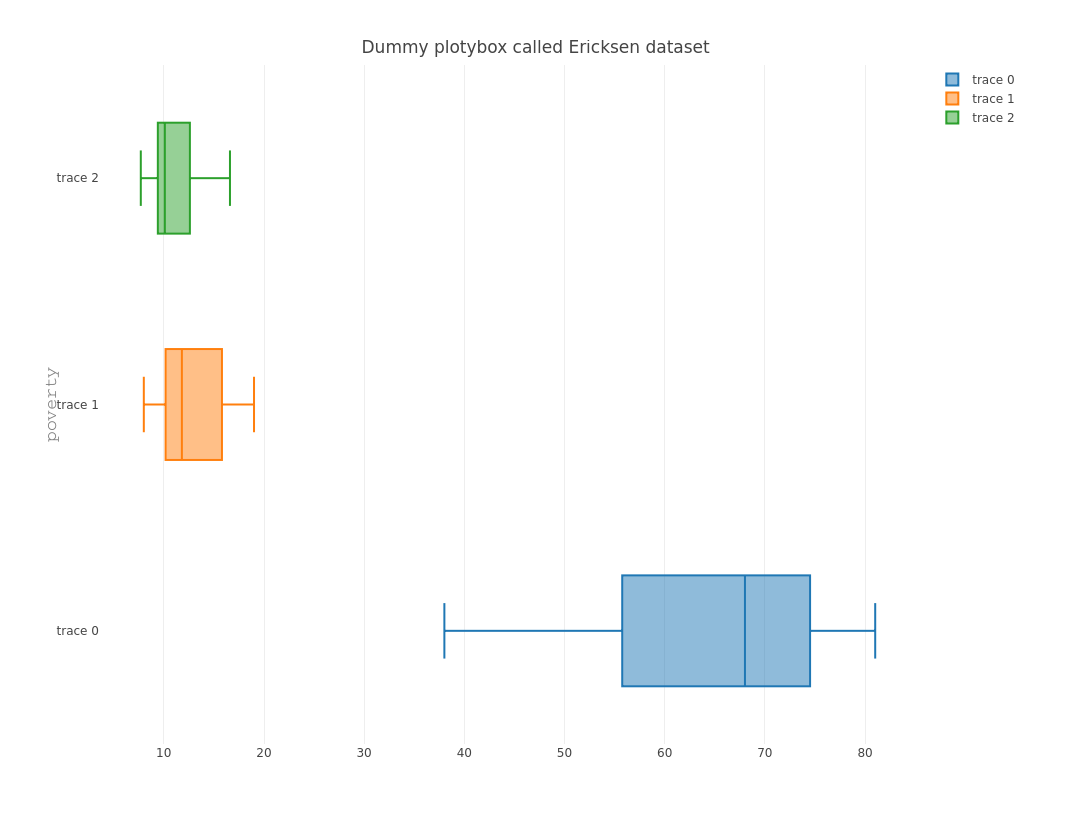 Dummy plotybox called Ericksen dataset
trace 0
trace 1
trace 2
trace 2
poverty
trace 1
trace 0
10
20
30
40
50
60
70
80